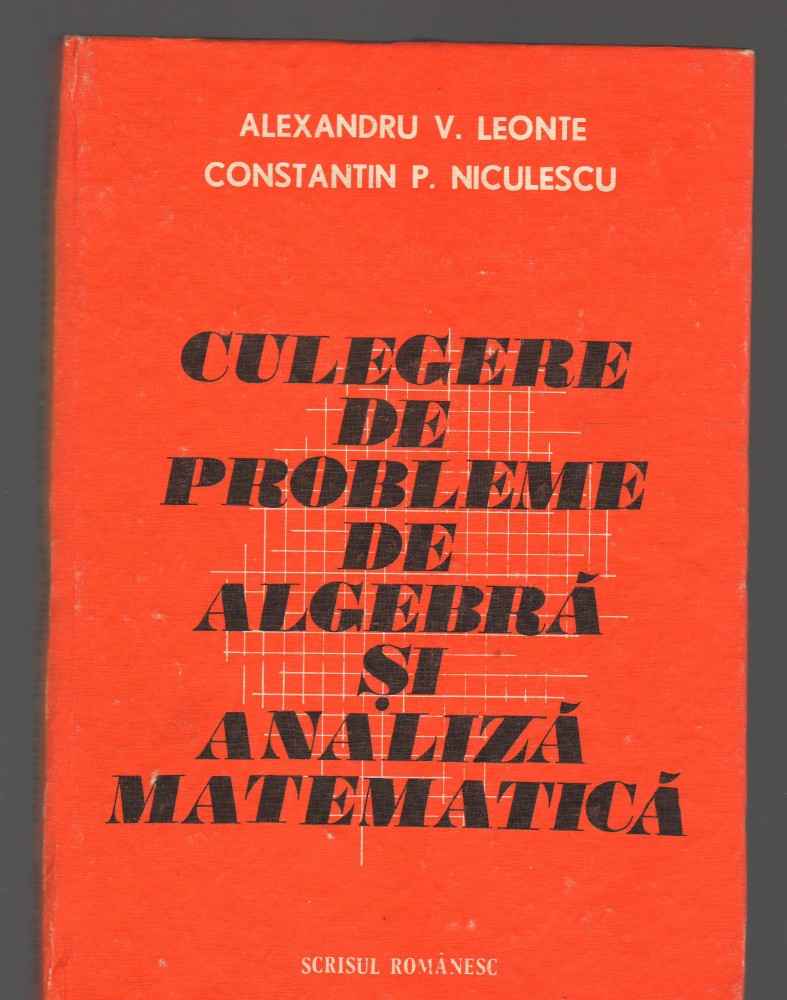 ALEXANDRU V. LEONTE
CONSTANTIN P. NICULESCU
CULEGERE
DE
PROBLEME
DE
ALGEBRĂ
ȘI
ANALIZĂ
MATEMATICĂ
SCRISUL ROMÂNESC